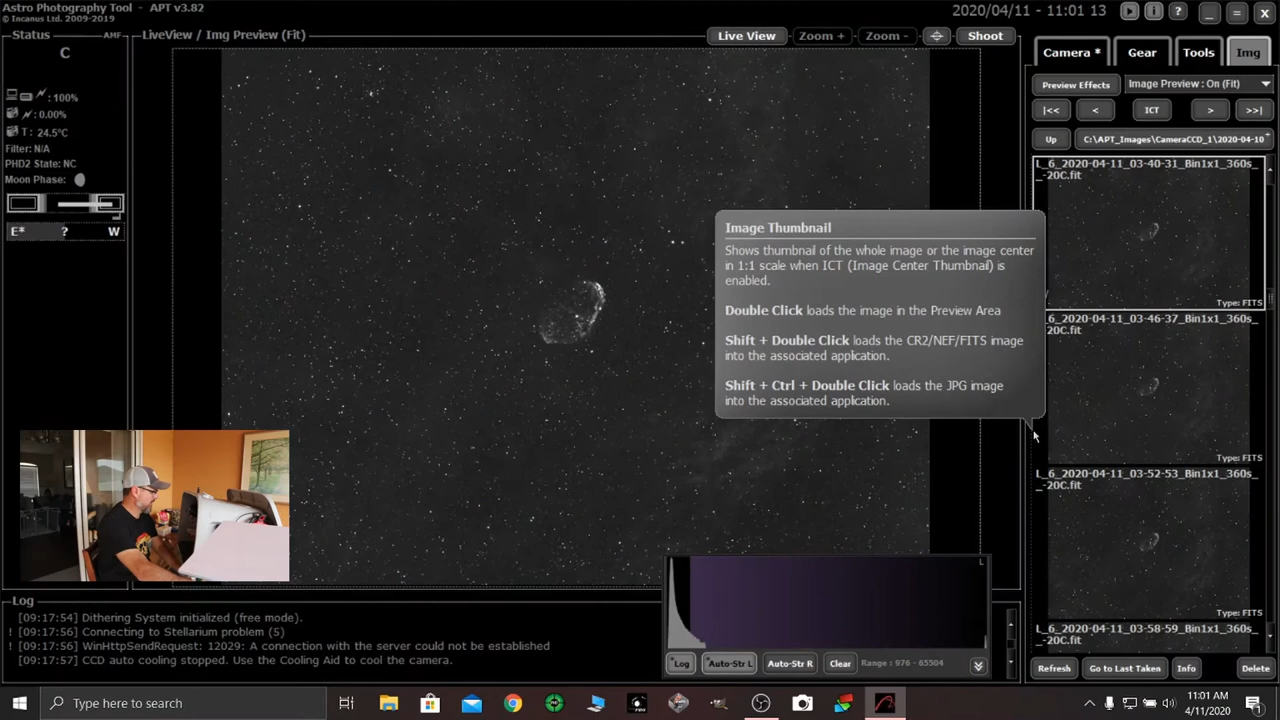 Astro Photography Tool - APT v3.82
© Incanus Ltd. 2009-2019
2020/04/11 - 11:01 13
Status
AMF
C
: 100%
: 0.00%
T : 24.5°C
Filter: N/A
PHD2 State: NC
Moon Phase:
E*
?
W
LiveView / Img Preview (Fit)
Live View
Zoom +
Zoom -
Shoot
Camera *
Gear
Tools
Img
Preview Effects
Image Preview : On (Fit)
|<<
<
ICT
>
>>|
Up
C:\APT_Images\CameraCCD_1\2020-04-10
L_6_2020-04-11_03-40-31_Bin1x1_360s_
_-20C.fit
Type: FITS
L_6_2020-04-11_03-46-37_Bin1x1_360s_
_-20C.fit
Type: FITS
L_6_2020-04-11_03-52-53_Bin1x1_360s_
_-20C.fit
Type: FITS
L_6_2020-04-11_03-58-59_Bin1x1_360s_
_-20C.fit
Image Thumbnail
Shows thumbnail of the whole image or the image center
in 1:1 scale when ICT (Image Center Thumbnail) is
enabled.
Double Click loads the image in the Preview Area
Shift + Double Click loads the CR2/NEF/FITS image
into the associated application.
Shift + Ctrl + Double Click loads the JPG image
into the associated application.
L
Log
[09:17:54] Dithering System initialized (free mode).
! [09:17:56] Connecting to Stellarium problem (5)
! [09:17:56] WinHttpSendRequest: 12029: A connection with the server could not be established
[09:17:57] CCD auto cooling stopped. Use the Cooling Aid to cool the camera.
*Log
*Auto-Str L
Auto-Str R
Clear
Range : 976 - 65504
Refresh
Go to Last Taken
Info
Delete
Type here to search
11:01 AM
4/11/2020